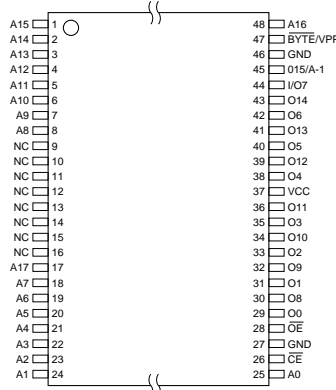 A15 1 48 A16
A14 2 47 BYTE/VPP
A13 3 46 GND
A12 4 45 015/A-1
A11 5 44 I/O7
A10 6 43 O14
A9 7 42 O6
A8 8 41 O13
NC 9 40 O5
NC 10 39 O12
NC 11 38 O4
NC 12 37 VCC
NC 13 36 O11
NC 14 35 O3
NC 15 34 O10
NC 16 33 O2
A17 17 32 O9
A7 18 31 O1
A6 19 30 O8
A5 20 29 O0
A4 21 28 OE
A3 22 27 GND
A2 23 26 CE
A1 24 25 A0